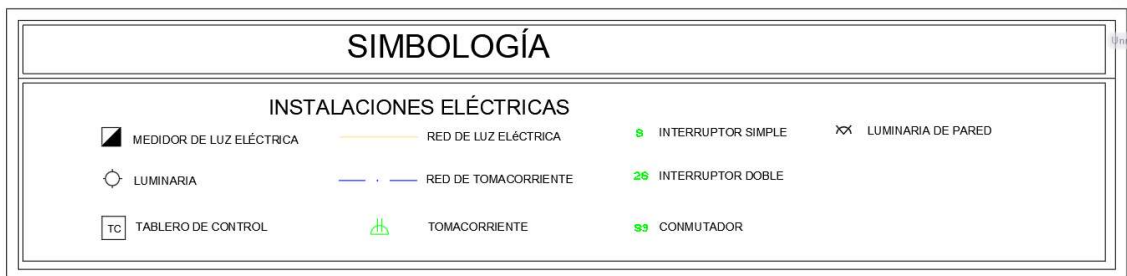 SIMBOLOGÍA
INSTALACIONES ELÉCTRICAS
MEDIDOR DE LUZ ELÉCTRICA
LUMINARIA
TC TABLERO DE CONTROL
RED DE LUZ ELéCTRICA
RED DE TOMACORRIENTE
TOMACORRIENTE
S INTERRUPTOR SIMPLE
2S INTERRUPTOR DOBLE
S3 CONMUTADOR
LUMINARIA DE PARED